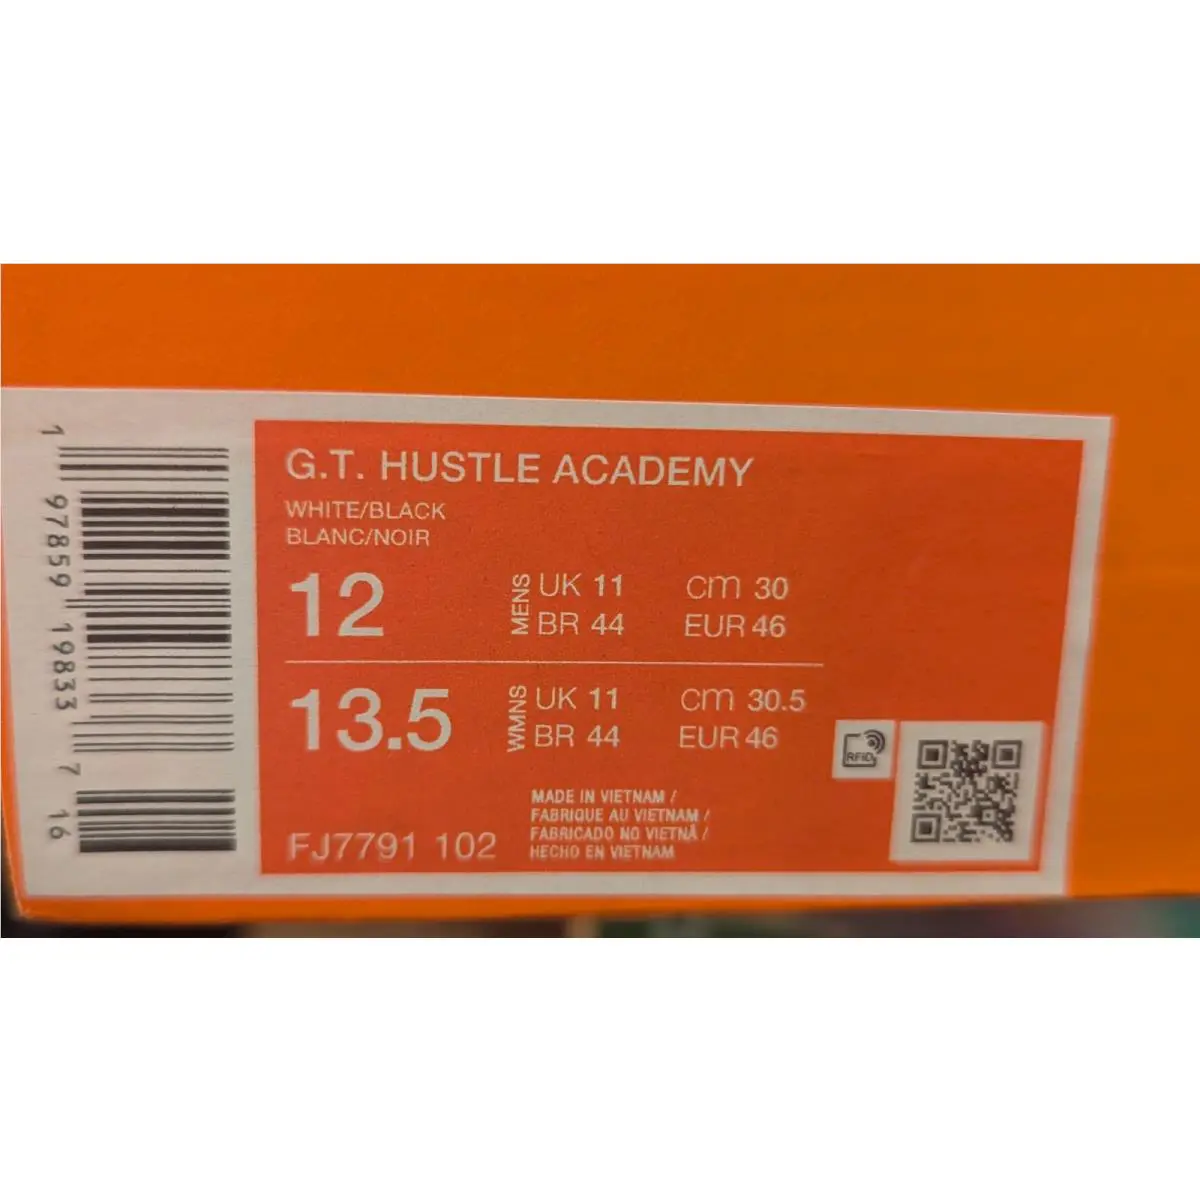 G.T. HUSTLE ACADEMY
WHITE/BLACK
BLANC/NOIR
12
MENS
UK 11 cm 30
BR 44 EUR 46
13.5
WMNS
UK 11 cm 30.5
BR 44 EUR 46
MADE IN VIETNAM /
FABRIQUE AU VIETNAM /
FABRICADO NO VIETNÃ /
HECHO EN VIETNAM
FJ7791 102
RFID
1 97859 19833 7
16